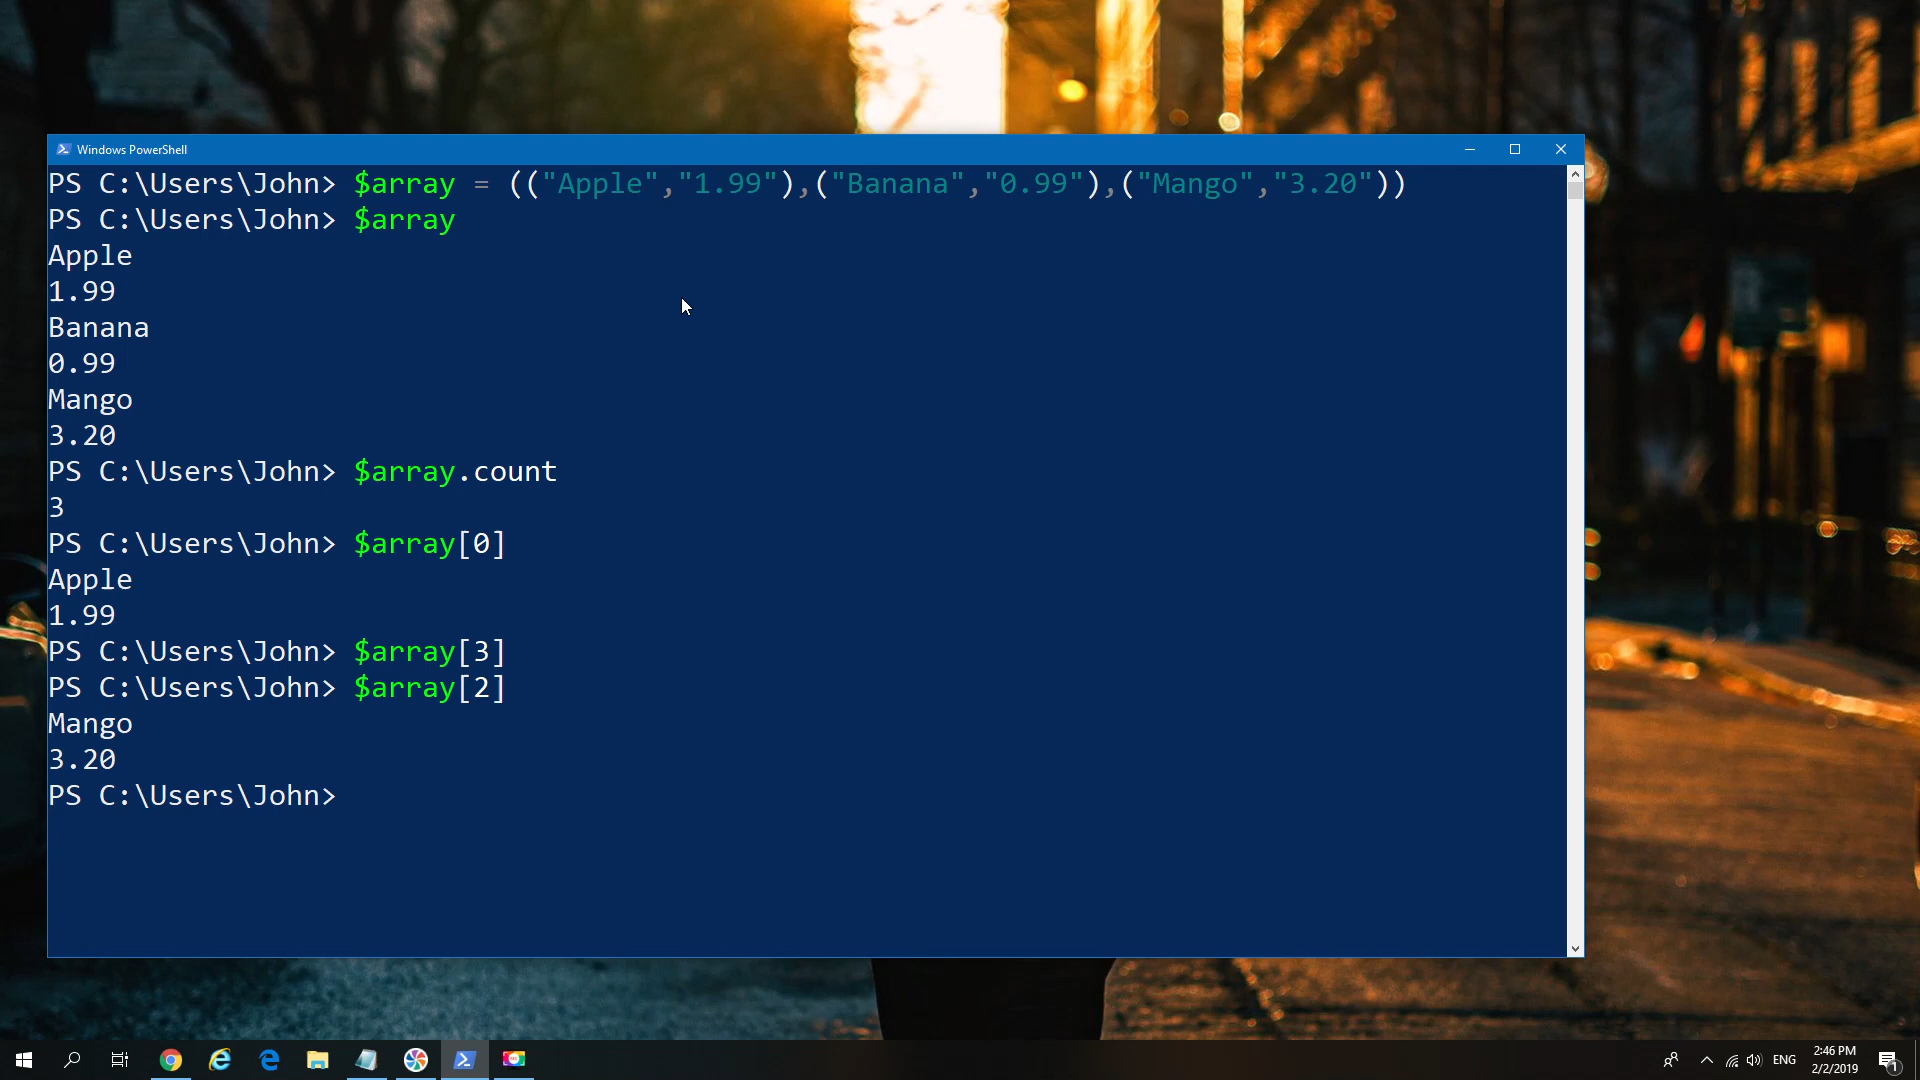 Windows PowerShell
PS C:\Users\John> $array = (("Apple","1.99"),("Banana","0.99"),("Mango","3.20"))
PS C:\Users\John> $array
Apple
1.99
Banana
0.99
Mango
3.20
PS C:\Users\John> $array.count
3
PS C:\Users\John> $array[0]
Apple
1.99
PS C:\Users\John> $array[3]
PS C:\Users\John> $array[2]
Mango
3.20
PS C:\Users\John>
ENG
2:46 PM
2/2/2019
1